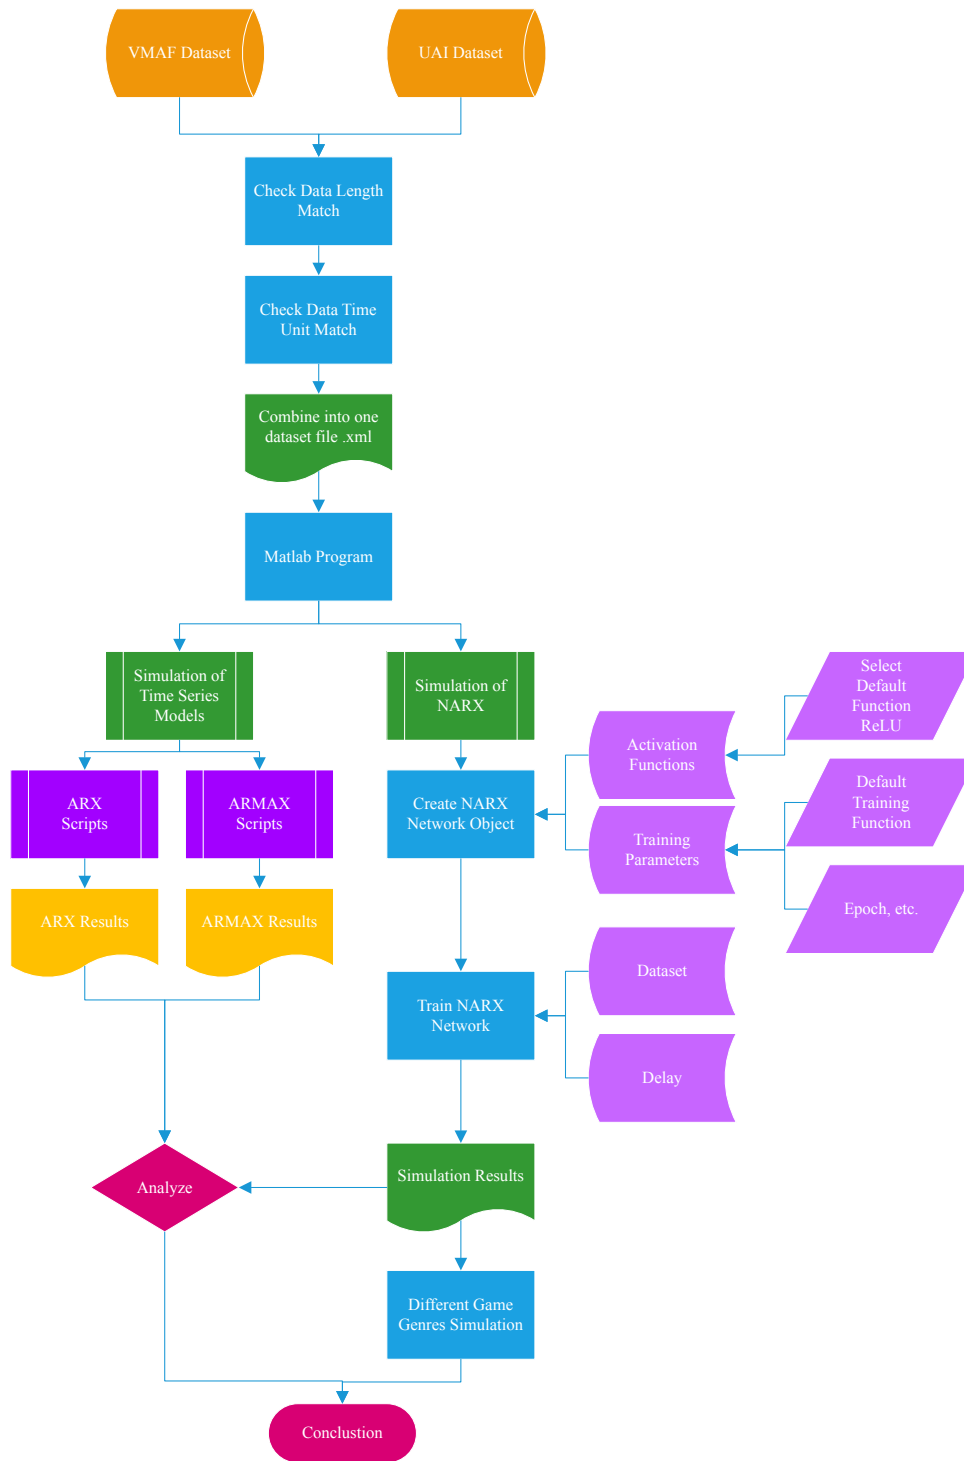 VMAF Dataset
UAI Dataset
Check Data Length
Match
Check Data Time
Unit Match
Combine into one
dataset file .xml
Matlab Program
Simulation of
Time Series
Models
Simulation of
NARX
Select
Default
Function
ReLU
Activation
Functions
ARX
Scripts
ARMAX
Scripts
Create NARX
Network Object
Default
Training
Function
Training
Parameters
ARX Results
ARMAX Results
Epoch, etc.
Dataset
Train NARX
Network
Delay
Simulation Results
Analyze
Different Game
Genres Simulation
Conclustion